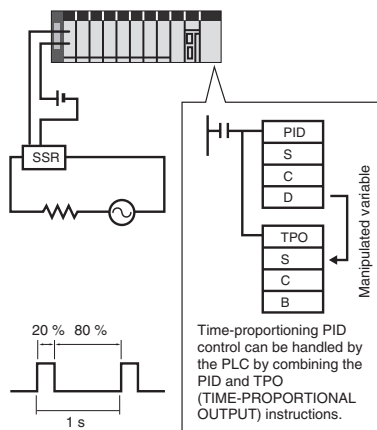 SSR
20 % 80 %
1 s
PID
S
C
D
TPO
S
C
B
Manipulated variable
Time-proportioning PID
control can be handled by
the PLC by combining the
PID and TPO
(TIME-PROPORTIONAL
OUTPUT) instructions.